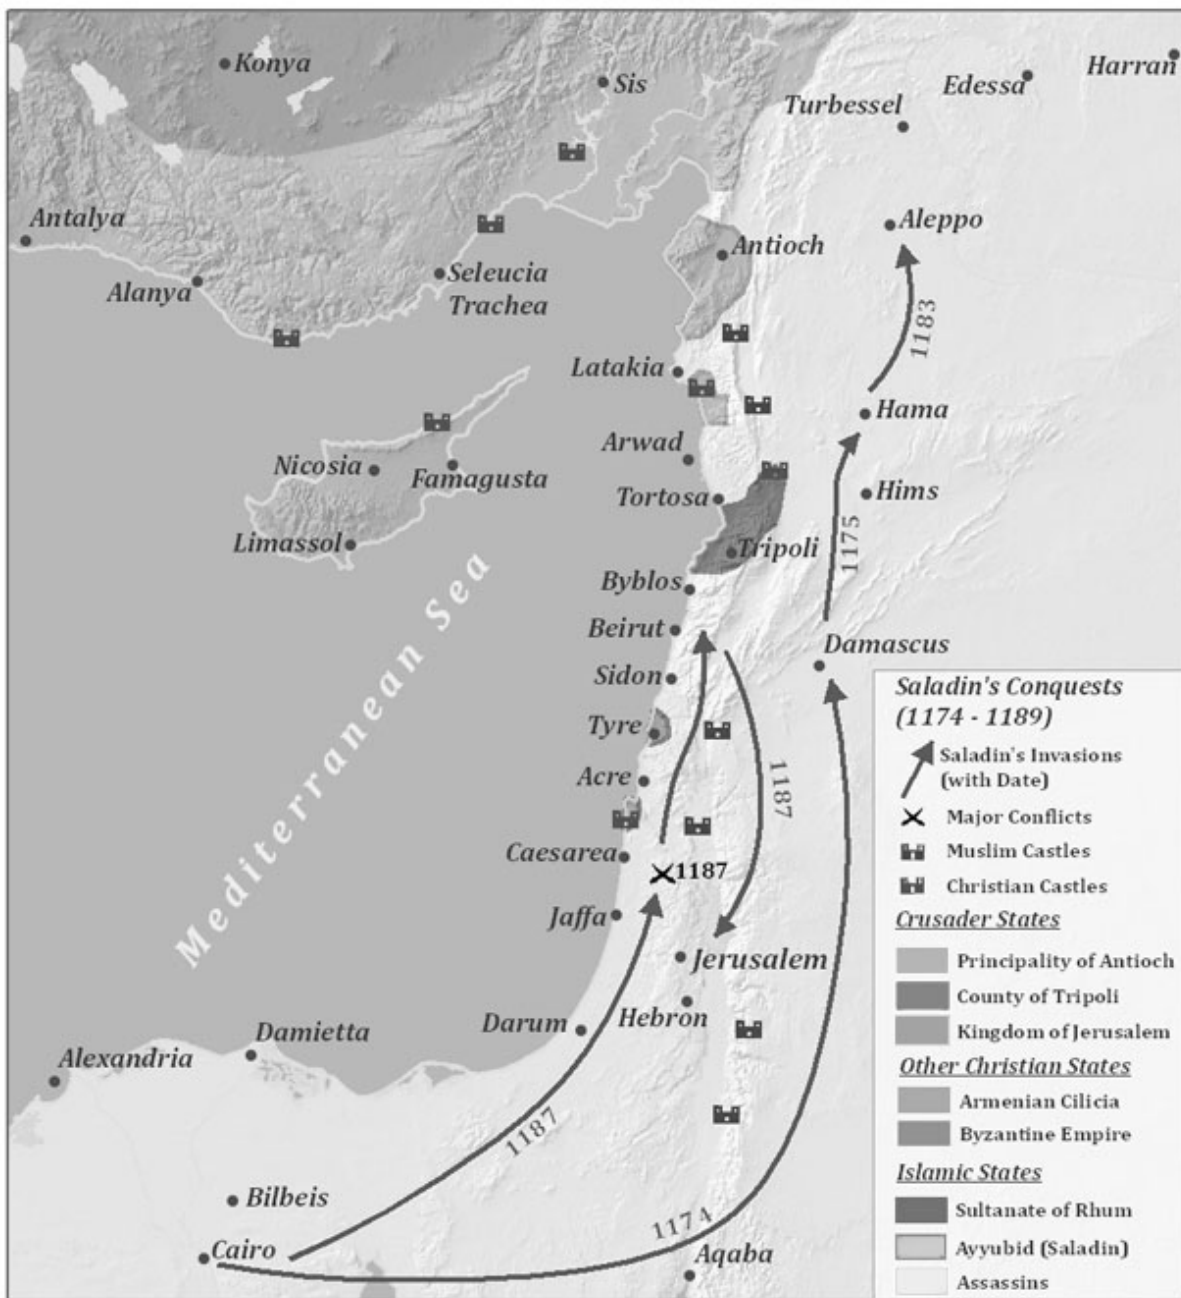 Konya
Sis
Harran
Edessa
Turbessel
Antalya
Aleppo
Antioch
Alanya
Seleucia
Trachea
1183
Latakia
Hama
Arwad
Nicosia
Famagusta
Hims
Tortosa
Limassol
Tripoli
1175
Byblos
Mediterranean Sea
Beirut
Damascus
Sidon
Tyre
Acre
1187
Caesarea
1187
Jaffa
Jerusalem
Hebron
Darum
Damietta
Alexandria
1187
Bilbeis
1174
Cairo
Aqaba
Saladin's Conquests
(1174 - 1189)
Saladin's Invasions
(with Date)
Major Conflicts
Muslim Castles
Christian Castles
Crusader States
Principality of Antioch
County of Tripoli
Kingdom of Jerusalem
Other Christian States
Armenian Cilicia
Byzantine Empire
Islamic States
Sultanate of Rhum
Ayyubid (Saladin)
Assassins